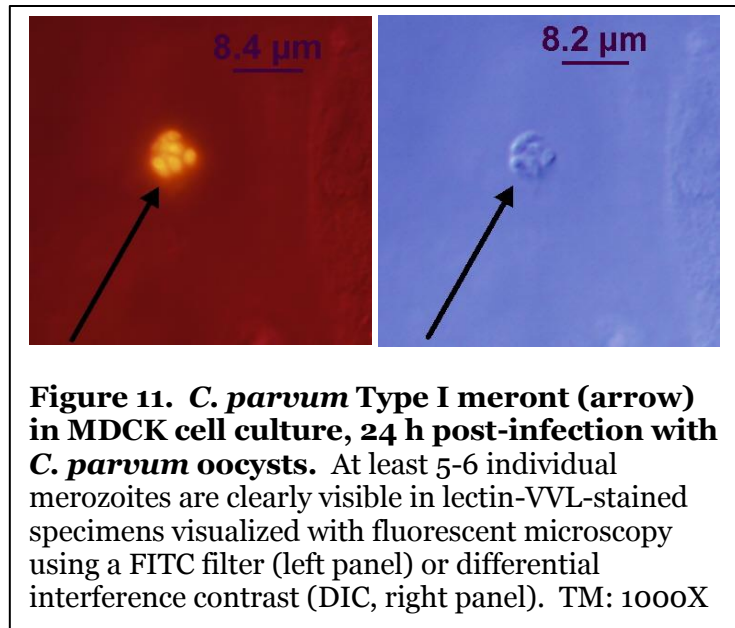 8.4 µm
8.2 µm
Figure 11. C. parvum Type I meront (arrow)
in MDCK cell culture, 24 h post-infection with
C. parvum oocysts. At least 5-6 individual
merozoites are clearly visible in lectin-VVL-stained
specimens visualized with fluorescent microscopy
using a FITC filter (left panel) or differential
interference contrast (DIC, right panel). TM: 1000X